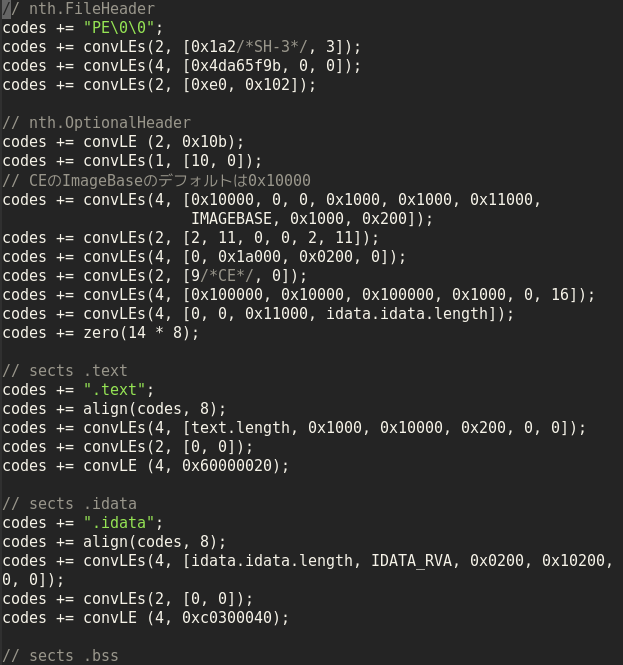 // nth.FileHeader
codes += "PE\0\0";
codes += convLEs(2, [0x1a2/*SH-3*/, 3]);
codes += convLEs(4, [0x4da65f9b, 0, 0]);
codes += convLEs(2, [0xe0, 0x102]);

// nth.OptionalHeader
codes += convLE (2, 0x10b);
codes += convLEs(1, [10, 0]);
// CEのImageBaseのデフォルトは0x10000
codes += convLEs(4, [0x10000, 0, 0, 0x1000, 0x1000, 0x11000,
                     IMAGEBASE, 0x1000, 0x200]);
codes += convLEs(2, [2, 11, 0, 0, 2, 11]);
codes += convLEs(4, [0, 0x1a000, 0x0200, 0]);
codes += convLEs(2, [9/*CE*/, 0]);
codes += convLEs(4, [0x100000, 0x10000, 0x100000, 0x1000, 0, 16]);
codes += convLEs(4, [0, 0, 0x11000, idata.idata.length]);
codes += zero(14 * 8);

// sects .text
codes += ".text";
codes += align(codes, 8);
codes += convLEs(4, [text.length, 0x1000, 0x10000, 0x200, 0, 0]);
codes += convLEs(2, [0, 0]);
codes += convLE (4, 0x60000020);

// sects .idata
codes += ".idata";
codes += align(codes, 8);
codes += convLEs(4, [idata.idata.length, IDATA_RVA, 0x0200, 0x10200,
0, 0]);
codes += convLEs(2, [0, 0]);
codes += convLE (4, 0xc0300040);

// sects .bss